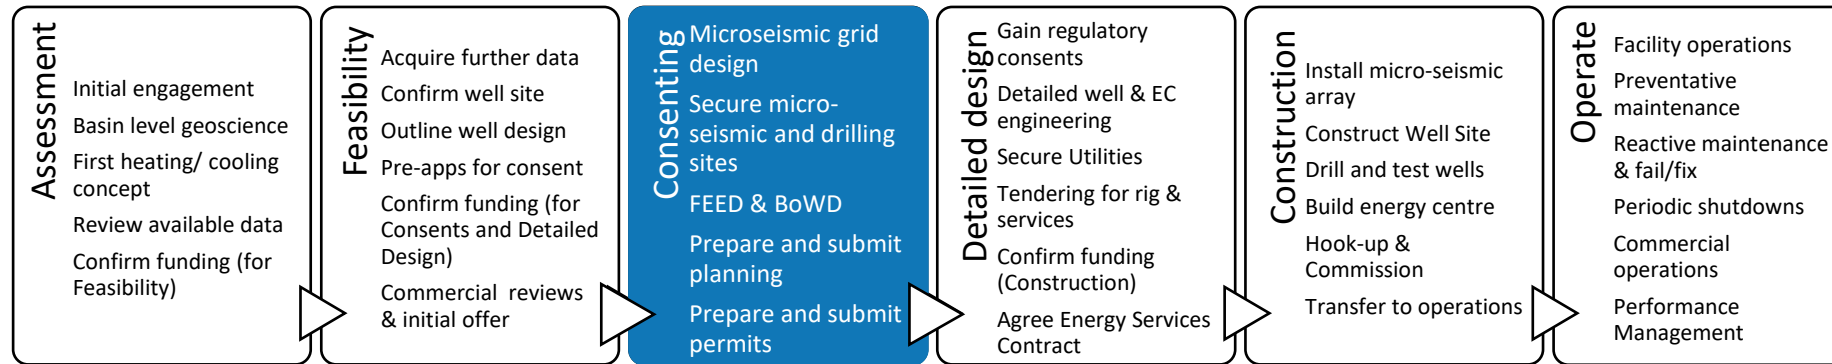 Assessment
Initial engagement
Basin level geoscience
First heating/ cooling
concept
Review available data
Confirm funding (for
Feasibility)
Feasibility
Acquire further data
Confirm well site
Outline well design
Pre-apps for consent
Confirm funding (for
Consents and Detailed
Design)
Commercial reviews
& initial offer
Consenting
Microseismic grid
design
Secure micro-
seismic and drilling
sites
FEED & BoWD
Prepare and submit
planning
Prepare and submit
permits
Detailed design
Gain regulatory
consents
Detailed well & EC
engineering
Secure Utilities
Tendering for rig &
services
Confirm funding
(Construction)
Agree Energy Services
Contract
Construction
Install micro-seismic
array
Construct Well Site
Drill and test wells
Build energy centre
Hook-up &
Commission
Transfer to operations
Operate
Facility operations
Preventative
maintenance
Reactive maintenance
& fail/fix
Periodic shutdowns
Commercial
operations
Performance
Management